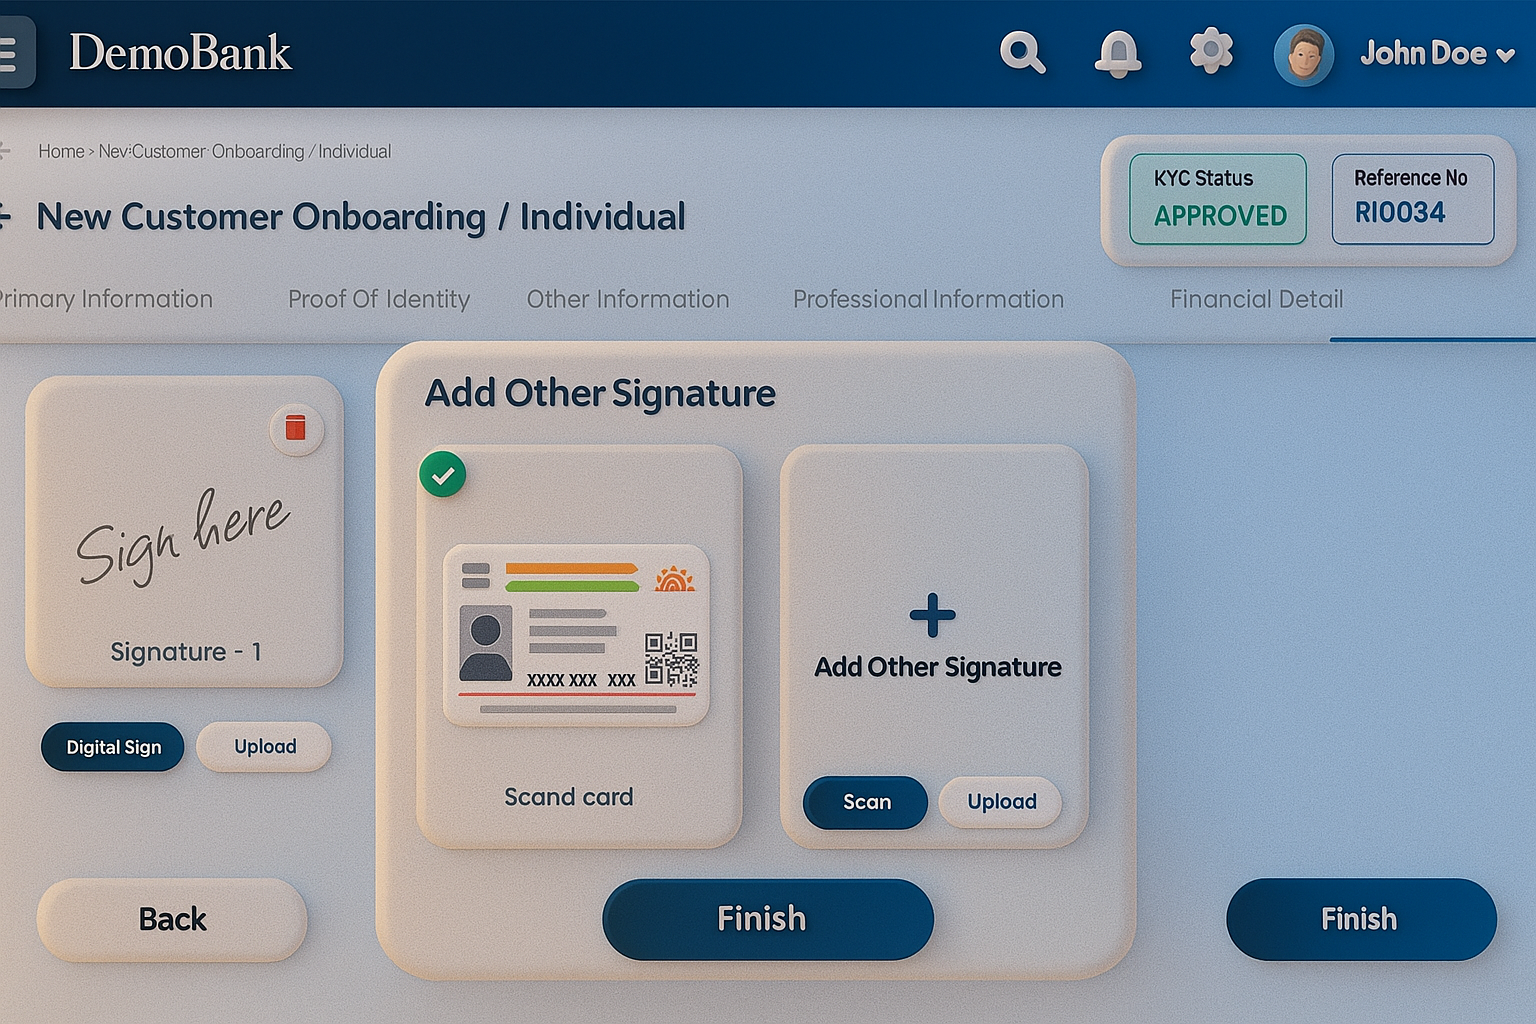 DemoBank
John Doe
Home > New Customer Onboarding / Individual
New Customer Onboarding / Individual
KYC Status
APPROVED
Reference No
RI0034
Primary Information
Proof Of Identity
Other Information
Professional Information
Financial Detail
Add Other Signature
Sign here
Signature - 1
Digital Sign
Upload
XXXX XXX XXX
Scand card
Add Other Signature
Scan
Upload
Back
Finish
Finish